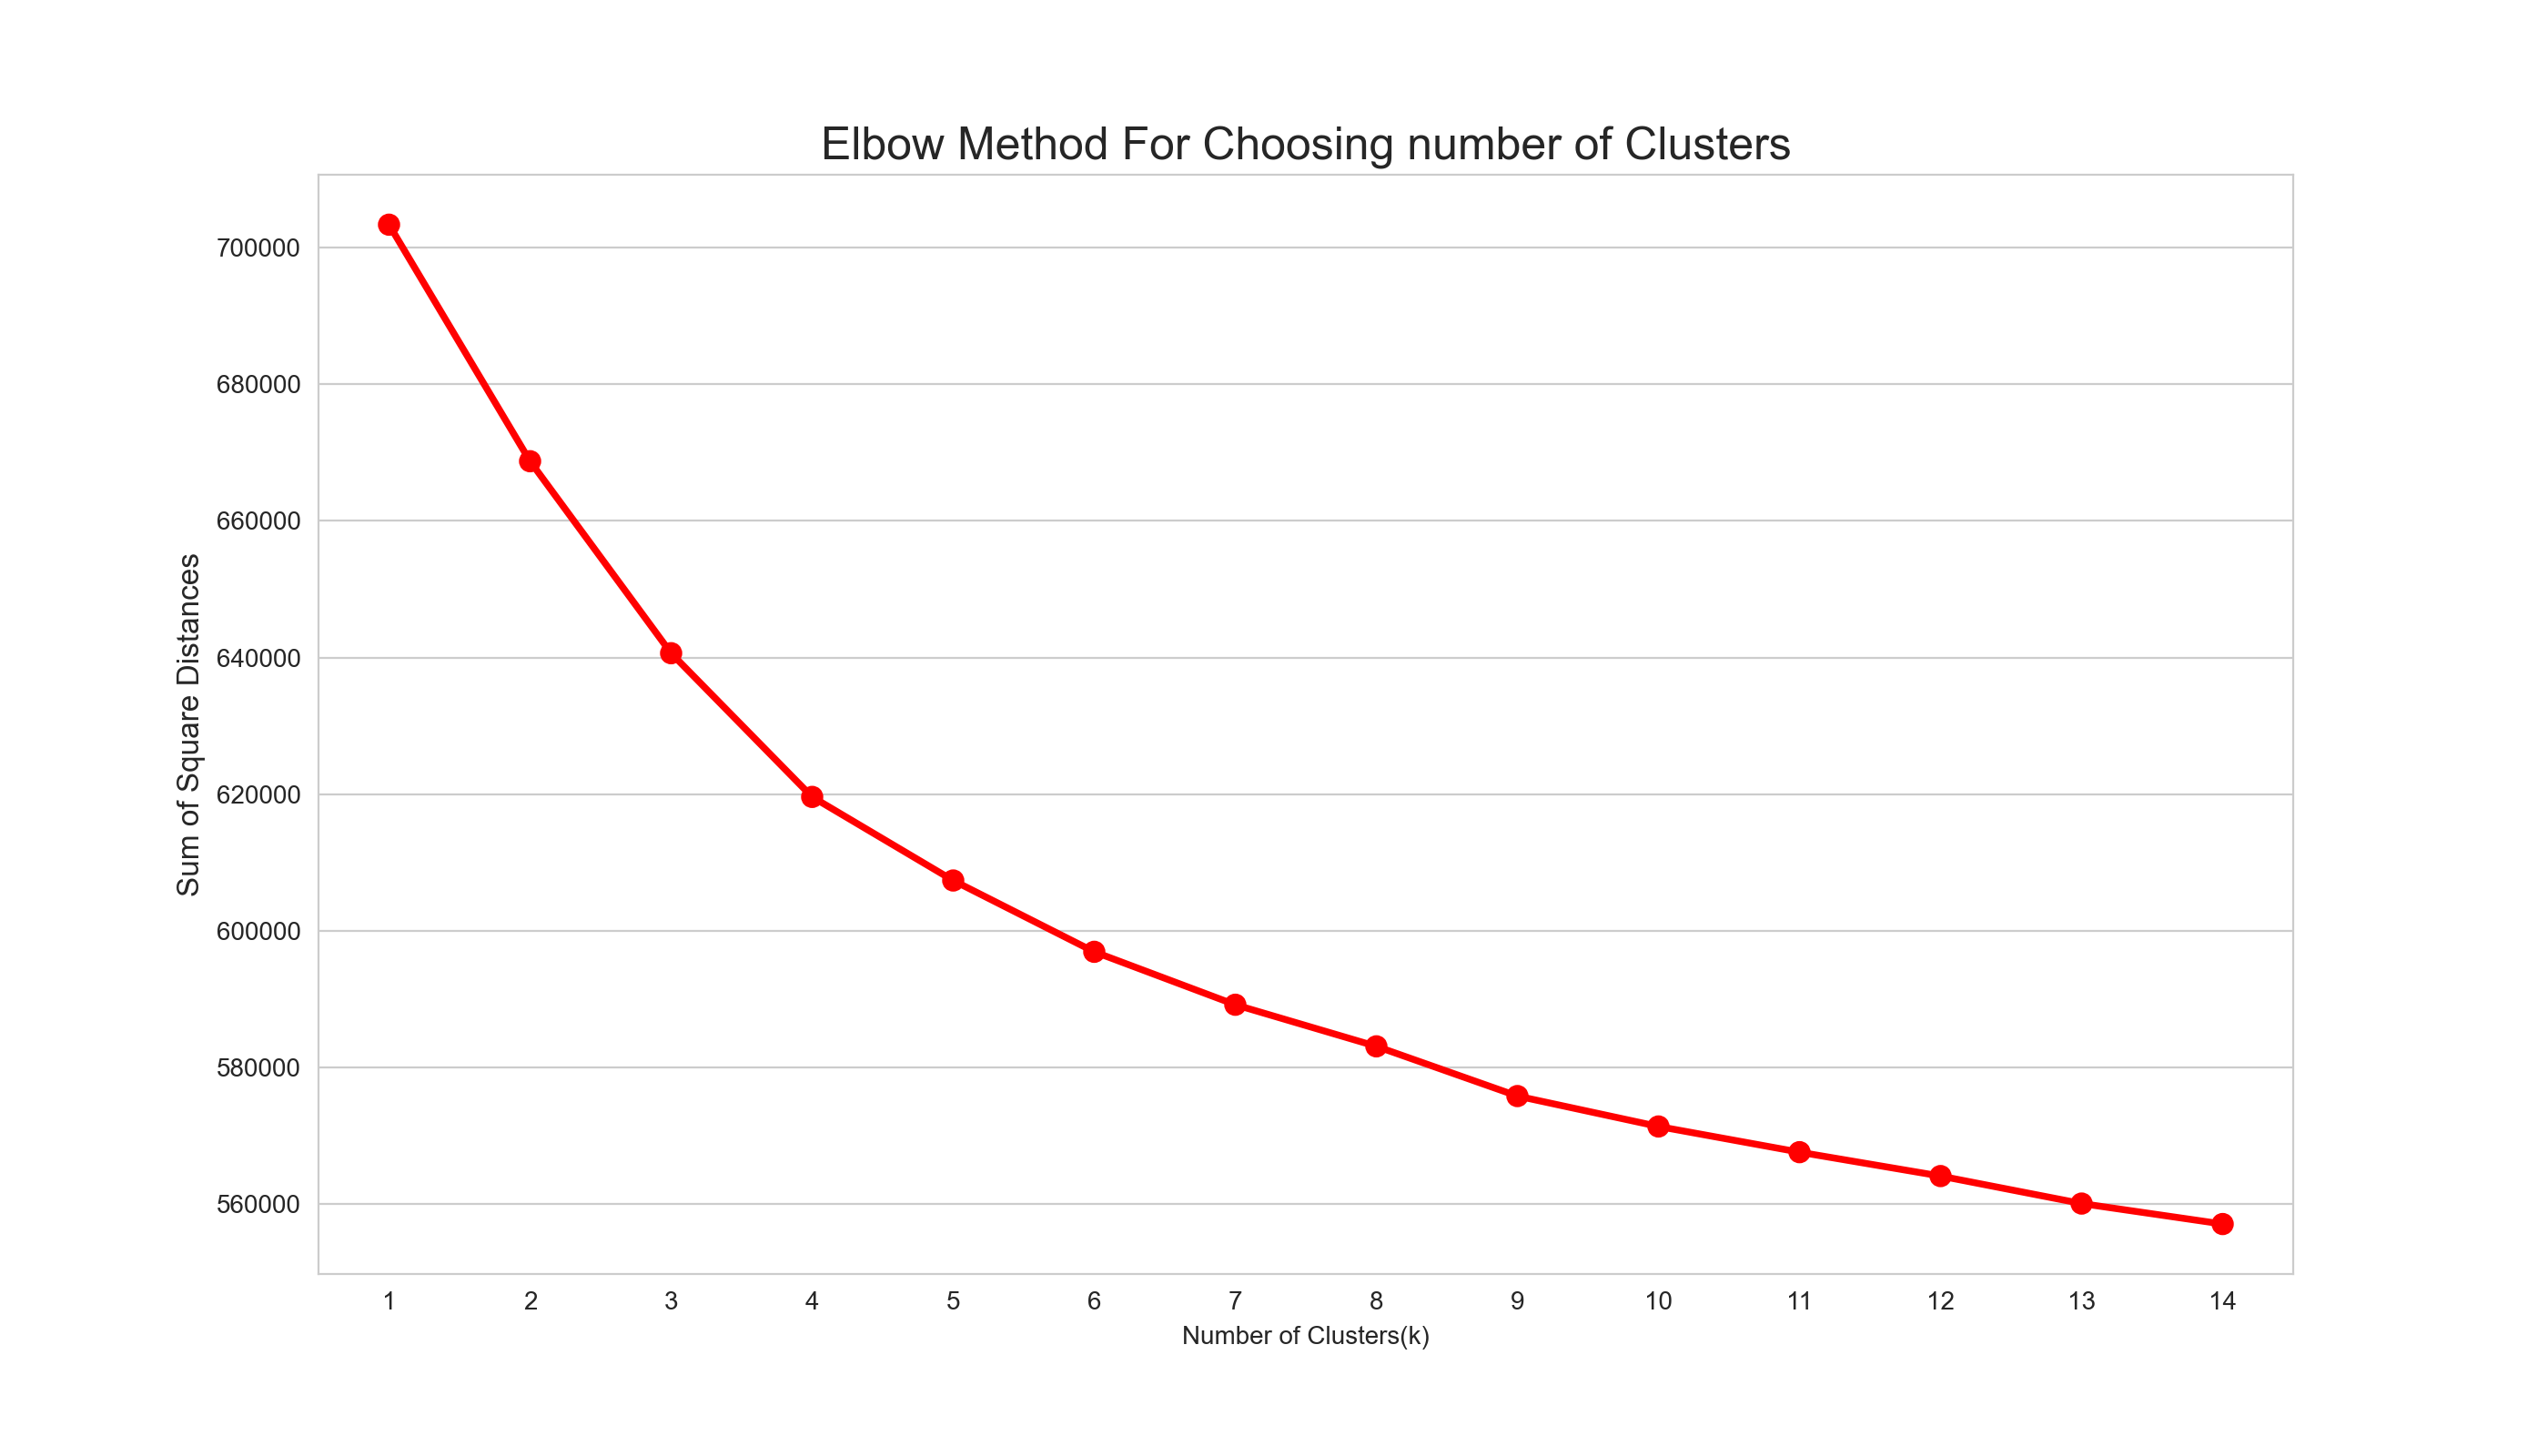 Elbow Method For Choosing number of Clusters
Sum of Square Distances
700000
680000
660000
640000
620000
600000
580000
560000
1 2 3 4 5 6 7 8 9 10 11 12 13 14
Number of Clusters(k)